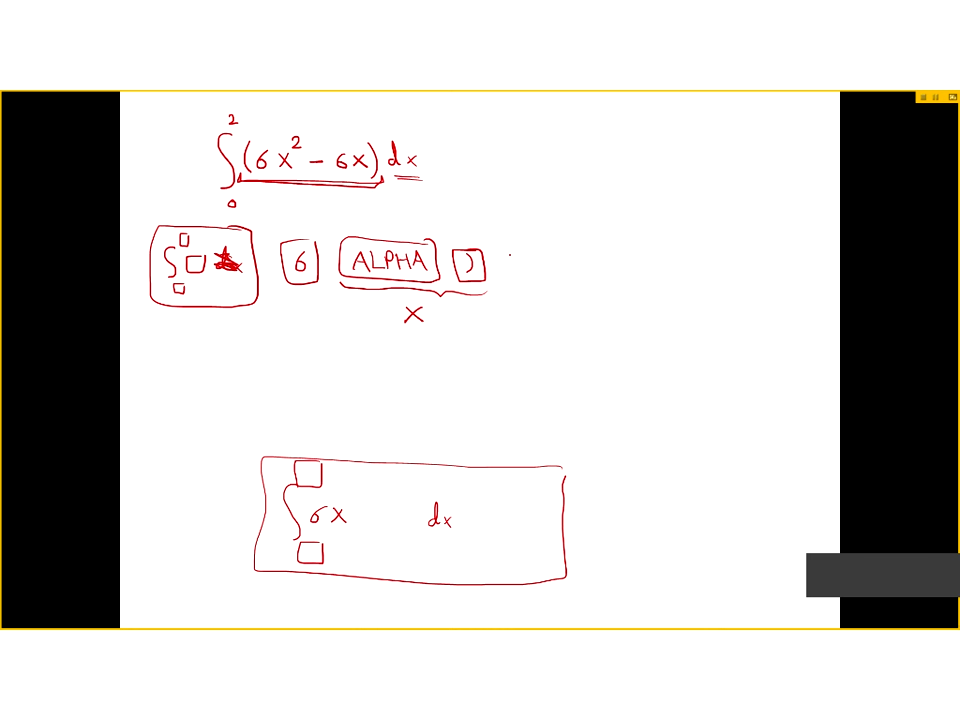 ∫₀² (6x² − 6x) dx
∫□□□ 6 ALPHA )
x
∫□□ 6x dx